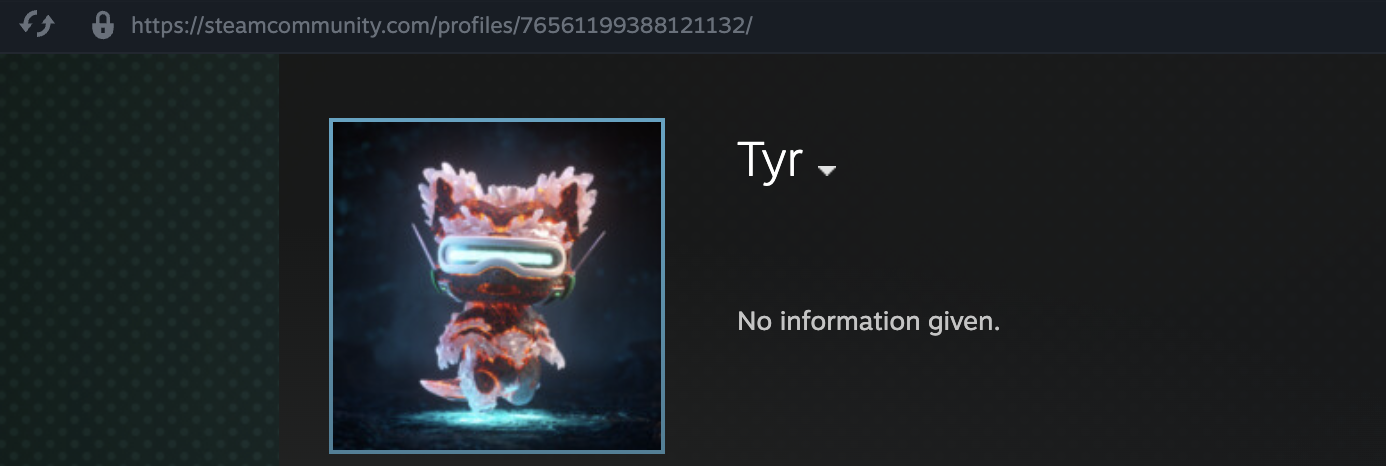 https://steamcommunity.com/profiles/76561199388121132/
Tyr
No information given.